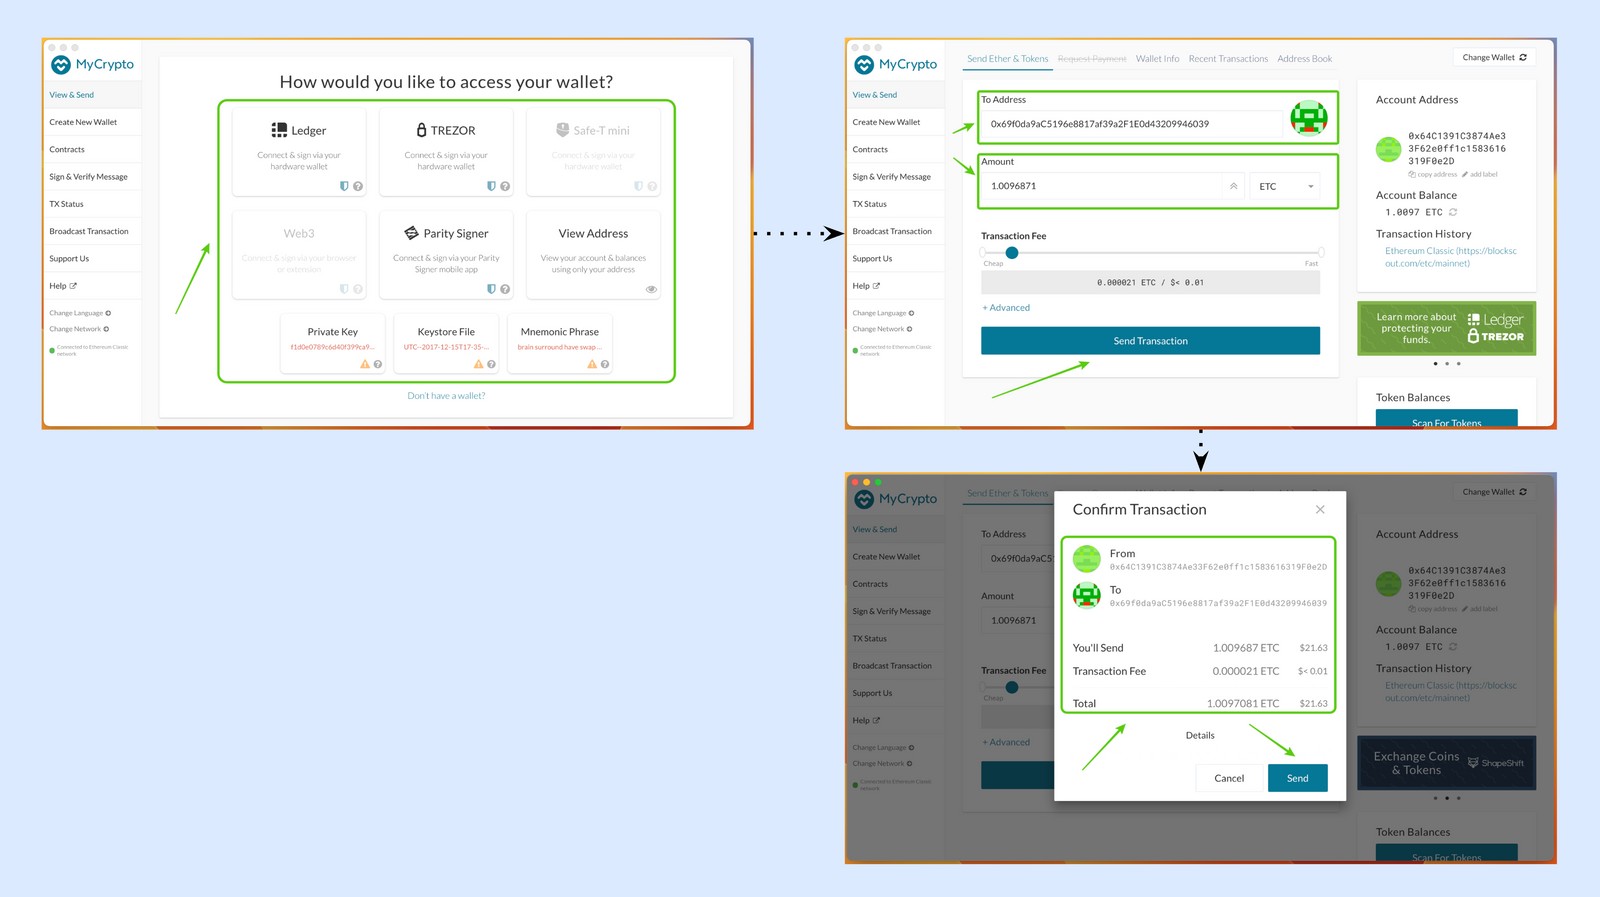 MyCrypto
View & Send
Create New Wallet
Contracts
Sign & Verify Message
TX Status
Broadcast Transaction
Support Us
Help
Change Language
Change Network
Connected to Ethereum Classic
network
How would you like to access your wallet?
Ledger
Connect & sign via your
hardware wallet
TREZOR
Connect & sign via your
hardware wallet
Safe-T mini
Connect & sign via your
hardware wallet
Web3
Connect & sign via your browser
or extension
Parity Signer
Connect & sign via your Parity
Signer mobile app
View Address
View your account & balances
using only your address
Private Key
f1d0e0789c6d40f399ca9...
Keystore File
UTC--2017-12-15T17-35-...
Mnemonic Phrase
brain surround have swap ...
Don't have a wallet?
MyCrypto
View & Send
Create New Wallet
Contracts
Sign & Verify Message
TX Status
Broadcast Transaction
Support Us
Help
Change Language
Change Network
Connected to Ethereum Classic
network
Send Ether & Tokens
Request Payment
Wallet Info
Recent Transactions
Address Book
Change Wallet
To Address
0x69f0da9aC5196e8817af39a2F1E0d43209946039
Amount
1.0096871
ETC
Transaction Fee
Cheap
Fast
0.000021 ETC / $< 0.01
+ Advanced
Send Transaction
Account Address
0x64C1391C3874Ae3
3F62e0ff1c1583616
319F0e2D
copy address
add label
Account Balance
1.0097 ETC
Transaction History
Ethereum Classic (https://blocksc
out.com/etc/mainnet)
Learn more about
protecting your
funds.
Ledger
TREZOR
Token Balances
Scan For Tokens
MyCrypto
View & Send
Create New Wallet
Contracts
Sign & Verify Message
TX Status
Broadcast Transaction
Support Us
Help
Change Language
Change Network
Connected to Ethereum Classic
network
Send Ether & Tokens
Change Wallet
To Address
0x69f0da9aC5
Amount
1.0096871
Transaction Fee
Cheap
+ Advanced
Confirm Transaction
From
0x64C1391C3874Ae33F62e0ff1c1583616319F0e2D
To
0x69f0da9aC5196e8817af39a2F1E0d43209946039
You'll Send 1.009687 ETC $21.63
Transaction Fee 0.000021 ETC $< 0.01
Total 1.0097081 ETC $21.63
Details
Cancel
Send
Account Address
0x64C1391C3874Ae3
3F62e0ff1c1583616
319F0e2D
copy address
add label
Account Balance
1.0097 ETC
Transaction History
Ethereum Classic (https://blocksc
out.com/etc/mainnet)
Exchange Coins
& Tokens
ShapeShift
Token Balances
Scan For Tokens